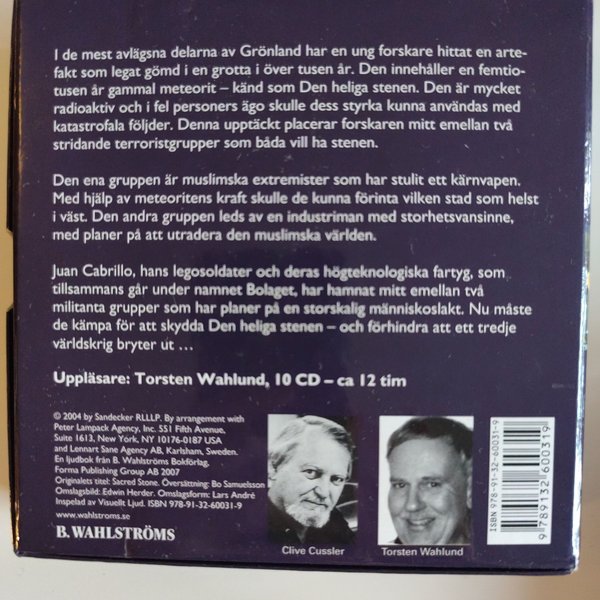 I de mest avlägsna delarna av Grönland har en ung forskare hittat en arte-
fakt som legat gömd i en grotta i över tusen år. Den innehåller en femtio-
tusen år gammal meteorit – känd som Den heliga stenen. Den är mycket
radioaktiv och i fel personers ägo skulle dess styrka kunna användas med
katastrofala följder. Denna upptäckt placerar forskaren mitt emellan två
stridande terroristgrupper som båda vill ha stenen.
Den ena gruppen är muslimska extremister som har stulit ett kärnvapen.
Med hjälp av meteoritens kraft skulle de kunna förinta vilken stad som helst
i väst. Den andra gruppen leds av en industriman med storhetsvansinne,
med planer på att utradera den muslimska världen.
Juan Cabrillo, hans legosoldater och deras högteknologiska fartyg, som
tillsammans går under namnet Bolaget, har hamnat mitt emellan två
militanta grupper som har planer på en storskalig människoslakt. Nu måste
de kämpa för att skydda Den heliga stenen – och förhindra att ett tredje
världskrig bryter ut ...
Uppläsare: Torsten Wahlund, 10 CD – ca 12 tim
© 2004 by Sandecker RLLLP. By arrangement with
Peter Lampack Agency, Inc. 551 Fifth Avenue,
Suite 1613, New York, NY 10176-0187 USA
and Lennart Sane Agency AB, Karlsham, Sweden.
En ljudbok från B. Wahlströms Bokförlag,
Forma Publishing Group AB 2007
Originalets titel: Sacred Stone. Översättning: Bo Samuelsson
Omslagsbild: Edwin Herder. Omslagsform: Lars André
Inspelad av Visuellt Ljud. ISBN 978-91-32-60031-9
www.wahlstroms.se
B. WAHLSTRÖMS
Clive Cussler
Torsten Wahlund
ISBN 978-91-32-60031-9
9 789132 600319